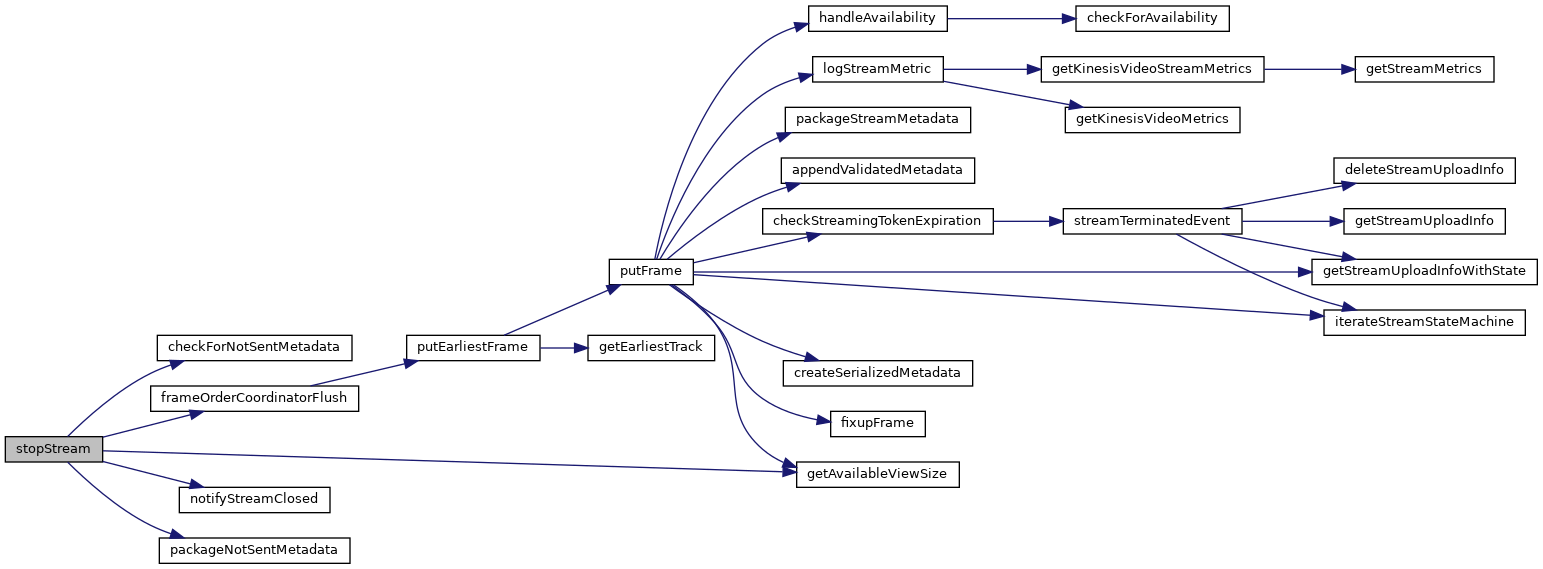 handleAvailability
checkForAvailability
logStreamMetric
getKinesisVideoStreamMetrics
getStreamMetrics
packageStreamMetadata
getKinesisVideoMetrics
appendValidatedMetadata
deleteStreamUploadInfo
checkStreamingTokenExpiration
streamTerminatedEvent
getStreamUploadInfo
putFrame
getStreamUploadInfoWithState
iterateStreamStateMachine
checkForNotSentMetadata
putEarliestFrame
getEarliestTrack
createSerializedMetadata
frameOrderCoordinatorFlush
fixupFrame
stopStream
getAvailableViewSize
notifyStreamClosed
packageNotSentMetadata